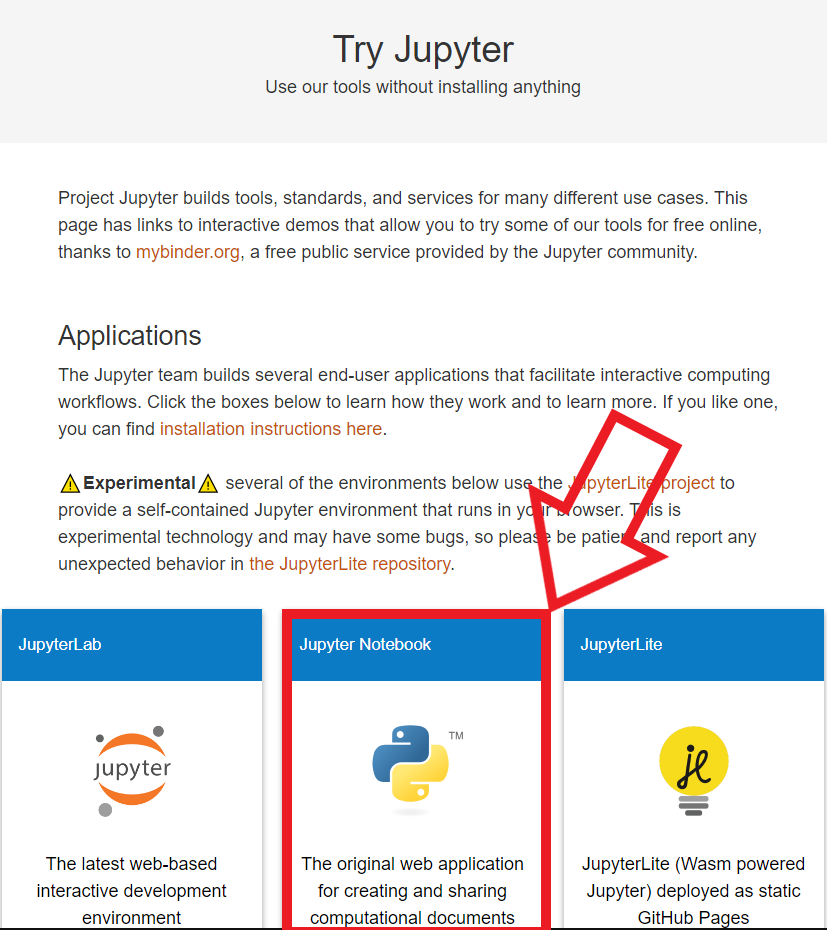 Try Jupyter
Use our tools without installing anything
Project Jupyter builds tools, standards, and services for many different use cases. This
page has links to interactive demos that allow you to try some of our tools for free online,
thanks to mybinder.org, a free public service provided by the Jupyter community.
Applications
The Jupyter team builds several end-user applications that facilitate interactive computing
workflows. Click the boxes below to learn how they work and to learn more. If you like one,
you can find installation instructions here.
Experimental several of the environments below use the JupyterLite project to
provide a self-contained Jupyter environment that runs in your browser. This is
experimental technology and may have some bugs, so please be patient and report any
unexpected behavior in the JupyterLite repository.
JupyterLab
jupyter
The latest web-based
interactive development
environment
Jupyter Notebook
TM
The original web application
for creating and sharing
computational documents
JupyterLite
jl
JupyterLite (Wasm powered
Jupyter) deployed as static
GitHub Pages